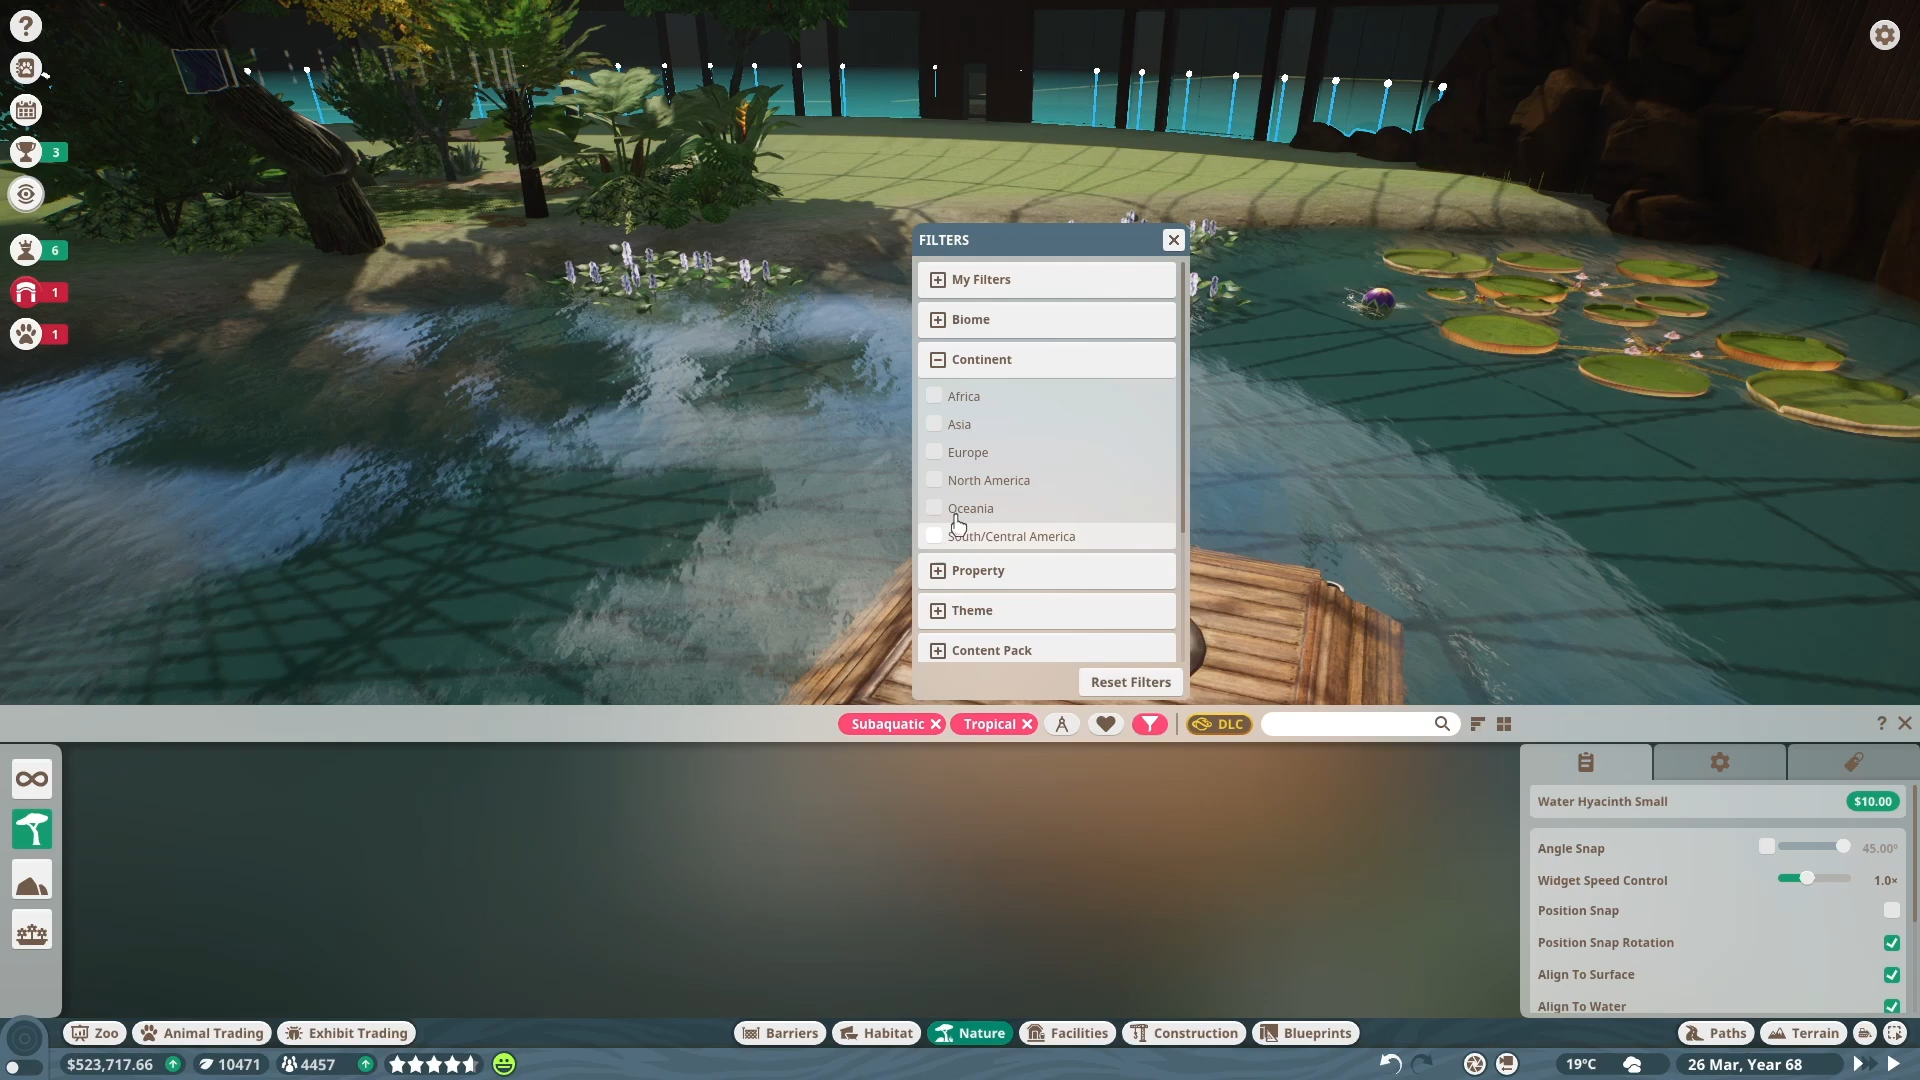 ?
3
6
1
1
FILTERS
My Filters
Biome
Continent
Africa
Asia
Europe
North America
Oceania
South/Central America
Property
Theme
Content Pack
Reset Filters
Subaquatic Tropical DLC
?
Water Hyacinth Small $10.00
Angle Snap 45.00°
Widget Speed Control 1.0×
Position Snap
Position Snap Rotation
Align To Surface
Align To Water
Zoo Animal Trading Exhibit Trading Barriers Habitat Nature Facilities Construction Blueprints Paths Terrain
$523,717.66 10471 4457 19°C 26 Mar, Year 68